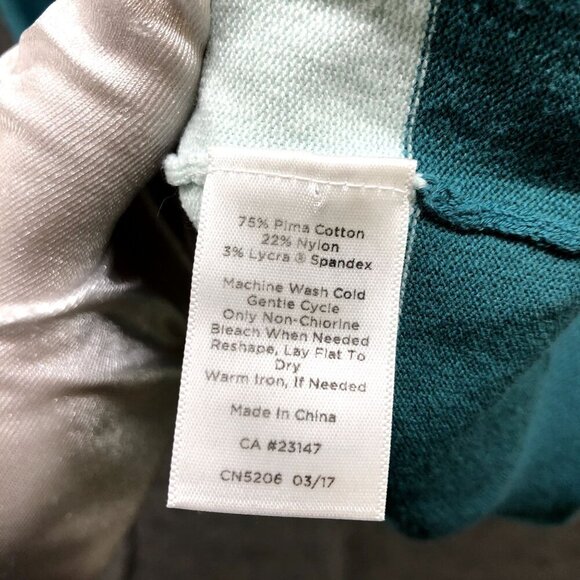 75% Pima Cotton
22% Nylon
3% Lycra ® Spandex
Machine Wash Cold
Gentle Cycle
Only Non-Chlorine
Bleach When Needed
Reshape, Lay Flat To
Dry
Warm Iron, If Needed
Made In China
CA #23147
CN5206 03/17